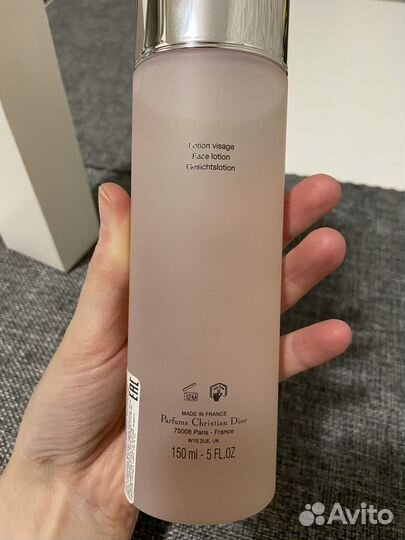 Lotion visage
Face lotion
Gesichtslotion
12M
MADE IN FRANCE
Parfums Christian Dior
75008 Paris - France
W1S 2UE, UK
150 ml - 5 FL.OZ
EAC
Avito